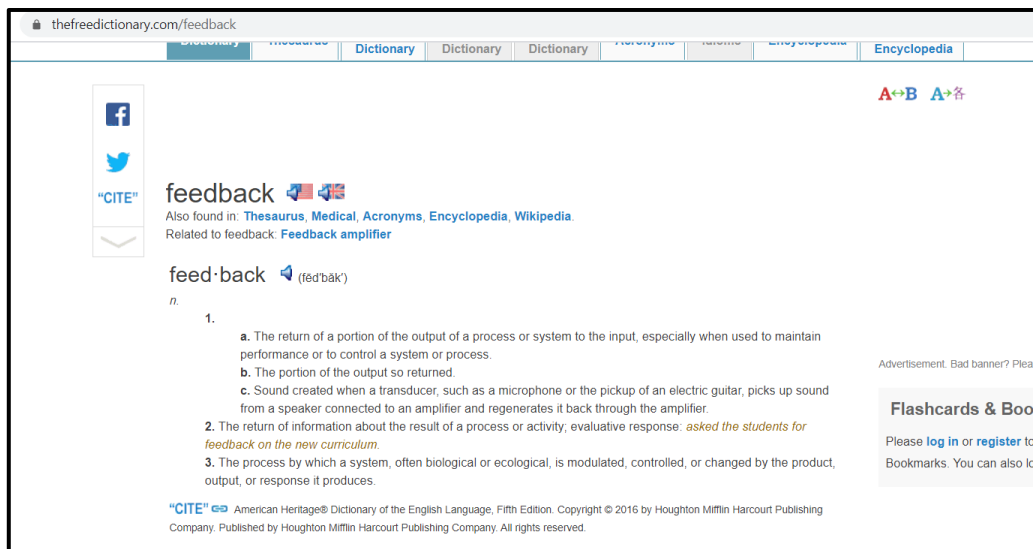 thefreedictionary.com/feedback
Dictionary Thesaurus Dictionary Dictionary Dictionary Acronyms Idioms Encyclopedia Encyclopedia
A↔B A→各
"CITE"
feedback
Also found in: Thesaurus, Medical, Acronyms, Encyclopedia, Wikipedia.
Related to feedback: Feedback amplifier
feed·back (fēd′băk′)
n.
1.
a. The return of a portion of the output of a process or system to the input, especially when used to maintain
performance or to control a system or process.
b. The portion of the output so returned.
c. Sound created when a transducer, such as a microphone or the pickup of an electric guitar, picks up sound
from a speaker connected to an amplifier and regenerates it back through the amplifier.
2. The return of information about the result of a process or activity; evaluative response: asked the students for
feedback on the new curriculum.
3. The process by which a system, often biological or ecological, is modulated, controlled, or changed by the product,
output, or response it produces.
"CITE" American Heritage® Dictionary of the English Language, Fifth Edition. Copyright © 2016 by Houghton Mifflin Harcourt Publishing
Company. Published by Houghton Mifflin Harcourt Publishing Company. All rights reserved.
Advertisement. Bad banner? Plea
Flashcards & Boo
Please log in or register to
Bookmarks. You can also lo